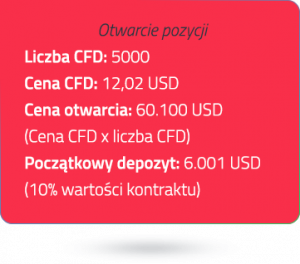 Otwarcie pozycji
Liczba CFD: 5000
Cena CFD: 12,02 USD
Cena otwarcia: 60.100 USD
(Cena CFD x liczba CFD)
Początkowy depozyt: 6.001 USD
(10% wartości kontraktu)